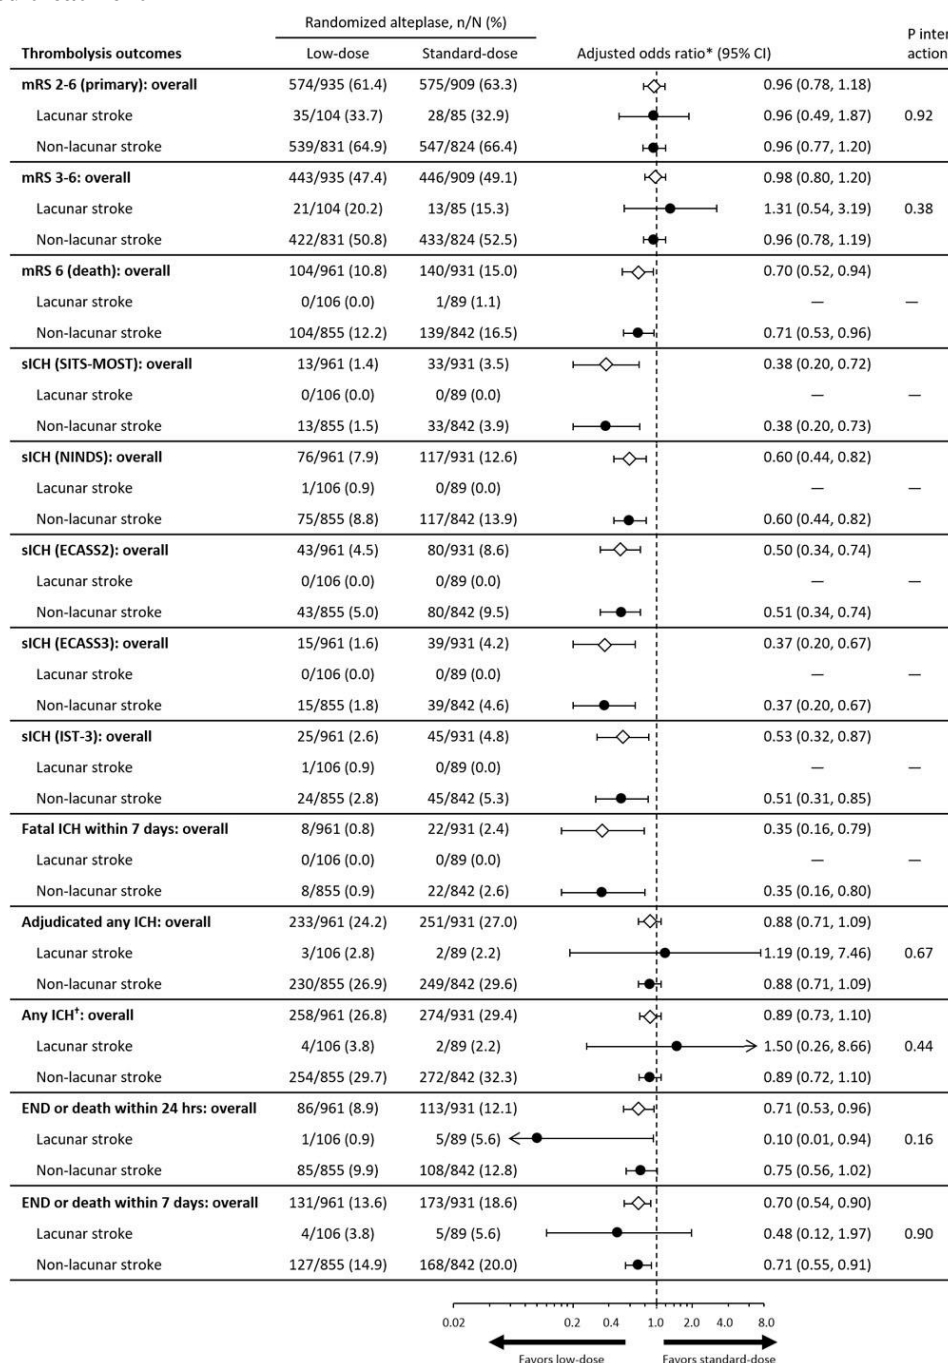 Randomized alteplase, n/N (%)
P inter
Thrombolysis outcomes Low-dose Standard-dose Adjusted odds ratio* (95% CI) action
mRS 2-6 (primary): overall 574/935 (61.4) 575/909 (63.3) 0.96 (0.78, 1.18)
Lacunar stroke 35/104 (33.7) 28/85 (32.9) 0.96 (0.49, 1.87) 0.92
Non-lacunar stroke 539/831 (64.9) 547/824 (66.4) 0.96 (0.77, 1.20)
mRS 3-6: overall 443/935 (47.4) 446/909 (49.1) 0.98 (0.80, 1.20)
Lacunar stroke 21/104 (20.2) 13/85 (15.3) 1.31 (0.54, 3.19) 0.38
Non-lacunar stroke 422/831 (50.8) 433/824 (52.5) 0.96 (0.78, 1.19)
mRS 6 (death): overall 104/961 (10.8) 140/931 (15.0) 0.70 (0.52, 0.94)
Lacunar stroke 0/106 (0.0) 1/89 (1.1) — —
Non-lacunar stroke 104/855 (12.2) 139/842 (16.5) 0.71 (0.53, 0.96)
sICH (SITS-MOST): overall 13/961 (1.4) 33/931 (3.5) 0.38 (0.20, 0.72)
Lacunar stroke 0/106 (0.0) 0/89 (0.0) — —
Non-lacunar stroke 13/855 (1.5) 33/842 (3.9) 0.38 (0.20, 0.73)
sICH (NINDS): overall 76/961 (7.9) 117/931 (12.6) 0.60 (0.44, 0.82)
Lacunar stroke 1/106 (0.9) 0/89 (0.0) — —
Non-lacunar stroke 75/855 (8.8) 117/842 (13.9) 0.60 (0.44, 0.82)
sICH (ECASS2): overall 43/961 (4.5) 80/931 (8.6) 0.50 (0.34, 0.74)
Lacunar stroke 0/106 (0.0) 0/89 (0.0) — —
Non-lacunar stroke 43/855 (5.0) 80/842 (9.5) 0.51 (0.34, 0.74)
sICH (ECASS3): overall 15/961 (1.6) 39/931 (4.2) 0.37 (0.20, 0.67)
Lacunar stroke 0/106 (0.0) 0/89 (0.0) — —
Non-lacunar stroke 15/855 (1.8) 39/842 (4.6) 0.37 (0.20, 0.67)
sICH (IST-3): overall 25/961 (2.6) 45/931 (4.8) 0.53 (0.32, 0.87)
Lacunar stroke 1/106 (0.9) 0/89 (0.0) — —
Non-lacunar stroke 24/855 (2.8) 45/842 (5.3) 0.51 (0.31, 0.85)
Fatal ICH within 7 days: overall 8/961 (0.8) 22/931 (2.4) 0.35 (0.16, 0.79)
Lacunar stroke 0/106 (0.0) 0/89 (0.0) — —
Non-lacunar stroke 8/855 (0.9) 22/842 (2.6) 0.35 (0.16, 0.80)
Adjudicated any ICH: overall 233/961 (24.2) 251/931 (27.0) 0.88 (0.71, 1.09)
Lacunar stroke 3/106 (2.8) 2/89 (2.2) 1.19 (0.19, 7.46) 0.67
Non-lacunar stroke 230/855 (26.9) 249/842 (29.6) 0.88 (0.71, 1.09)
Any ICH†: overall 258/961 (26.8) 274/931 (29.4) 0.89 (0.73, 1.10)
Lacunar stroke 4/106 (3.8) 2/89 (2.2) 1.50 (0.26, 8.66) 0.44
Non-lacunar stroke 254/855 (29.7) 272/842 (32.3) 0.89 (0.72, 1.10)
END or death within 24 hrs: overall 86/961 (8.9) 113/931 (12.1) 0.71 (0.53, 0.96)
Lacunar stroke 1/106 (0.9) 5/89 (5.6) 0.10 (0.01, 0.94) 0.16
Non-lacunar stroke 85/855 (9.9) 108/842 (12.8) 0.75 (0.56, 1.02)
END or death within 7 days: overall 131/961 (13.6) 173/931 (18.6) 0.70 (0.54, 0.90)
Lacunar stroke 4/106 (3.8) 5/89 (5.6) 0.48 (0.12, 1.97) 0.90
Non-lacunar stroke 127/855 (14.9) 168/842 (20.0) 0.71 (0.55, 0.91)
0.02 0.2 0.4 1.0 2.0 4.0 8.0
Favors low-dose Favors standard-dose